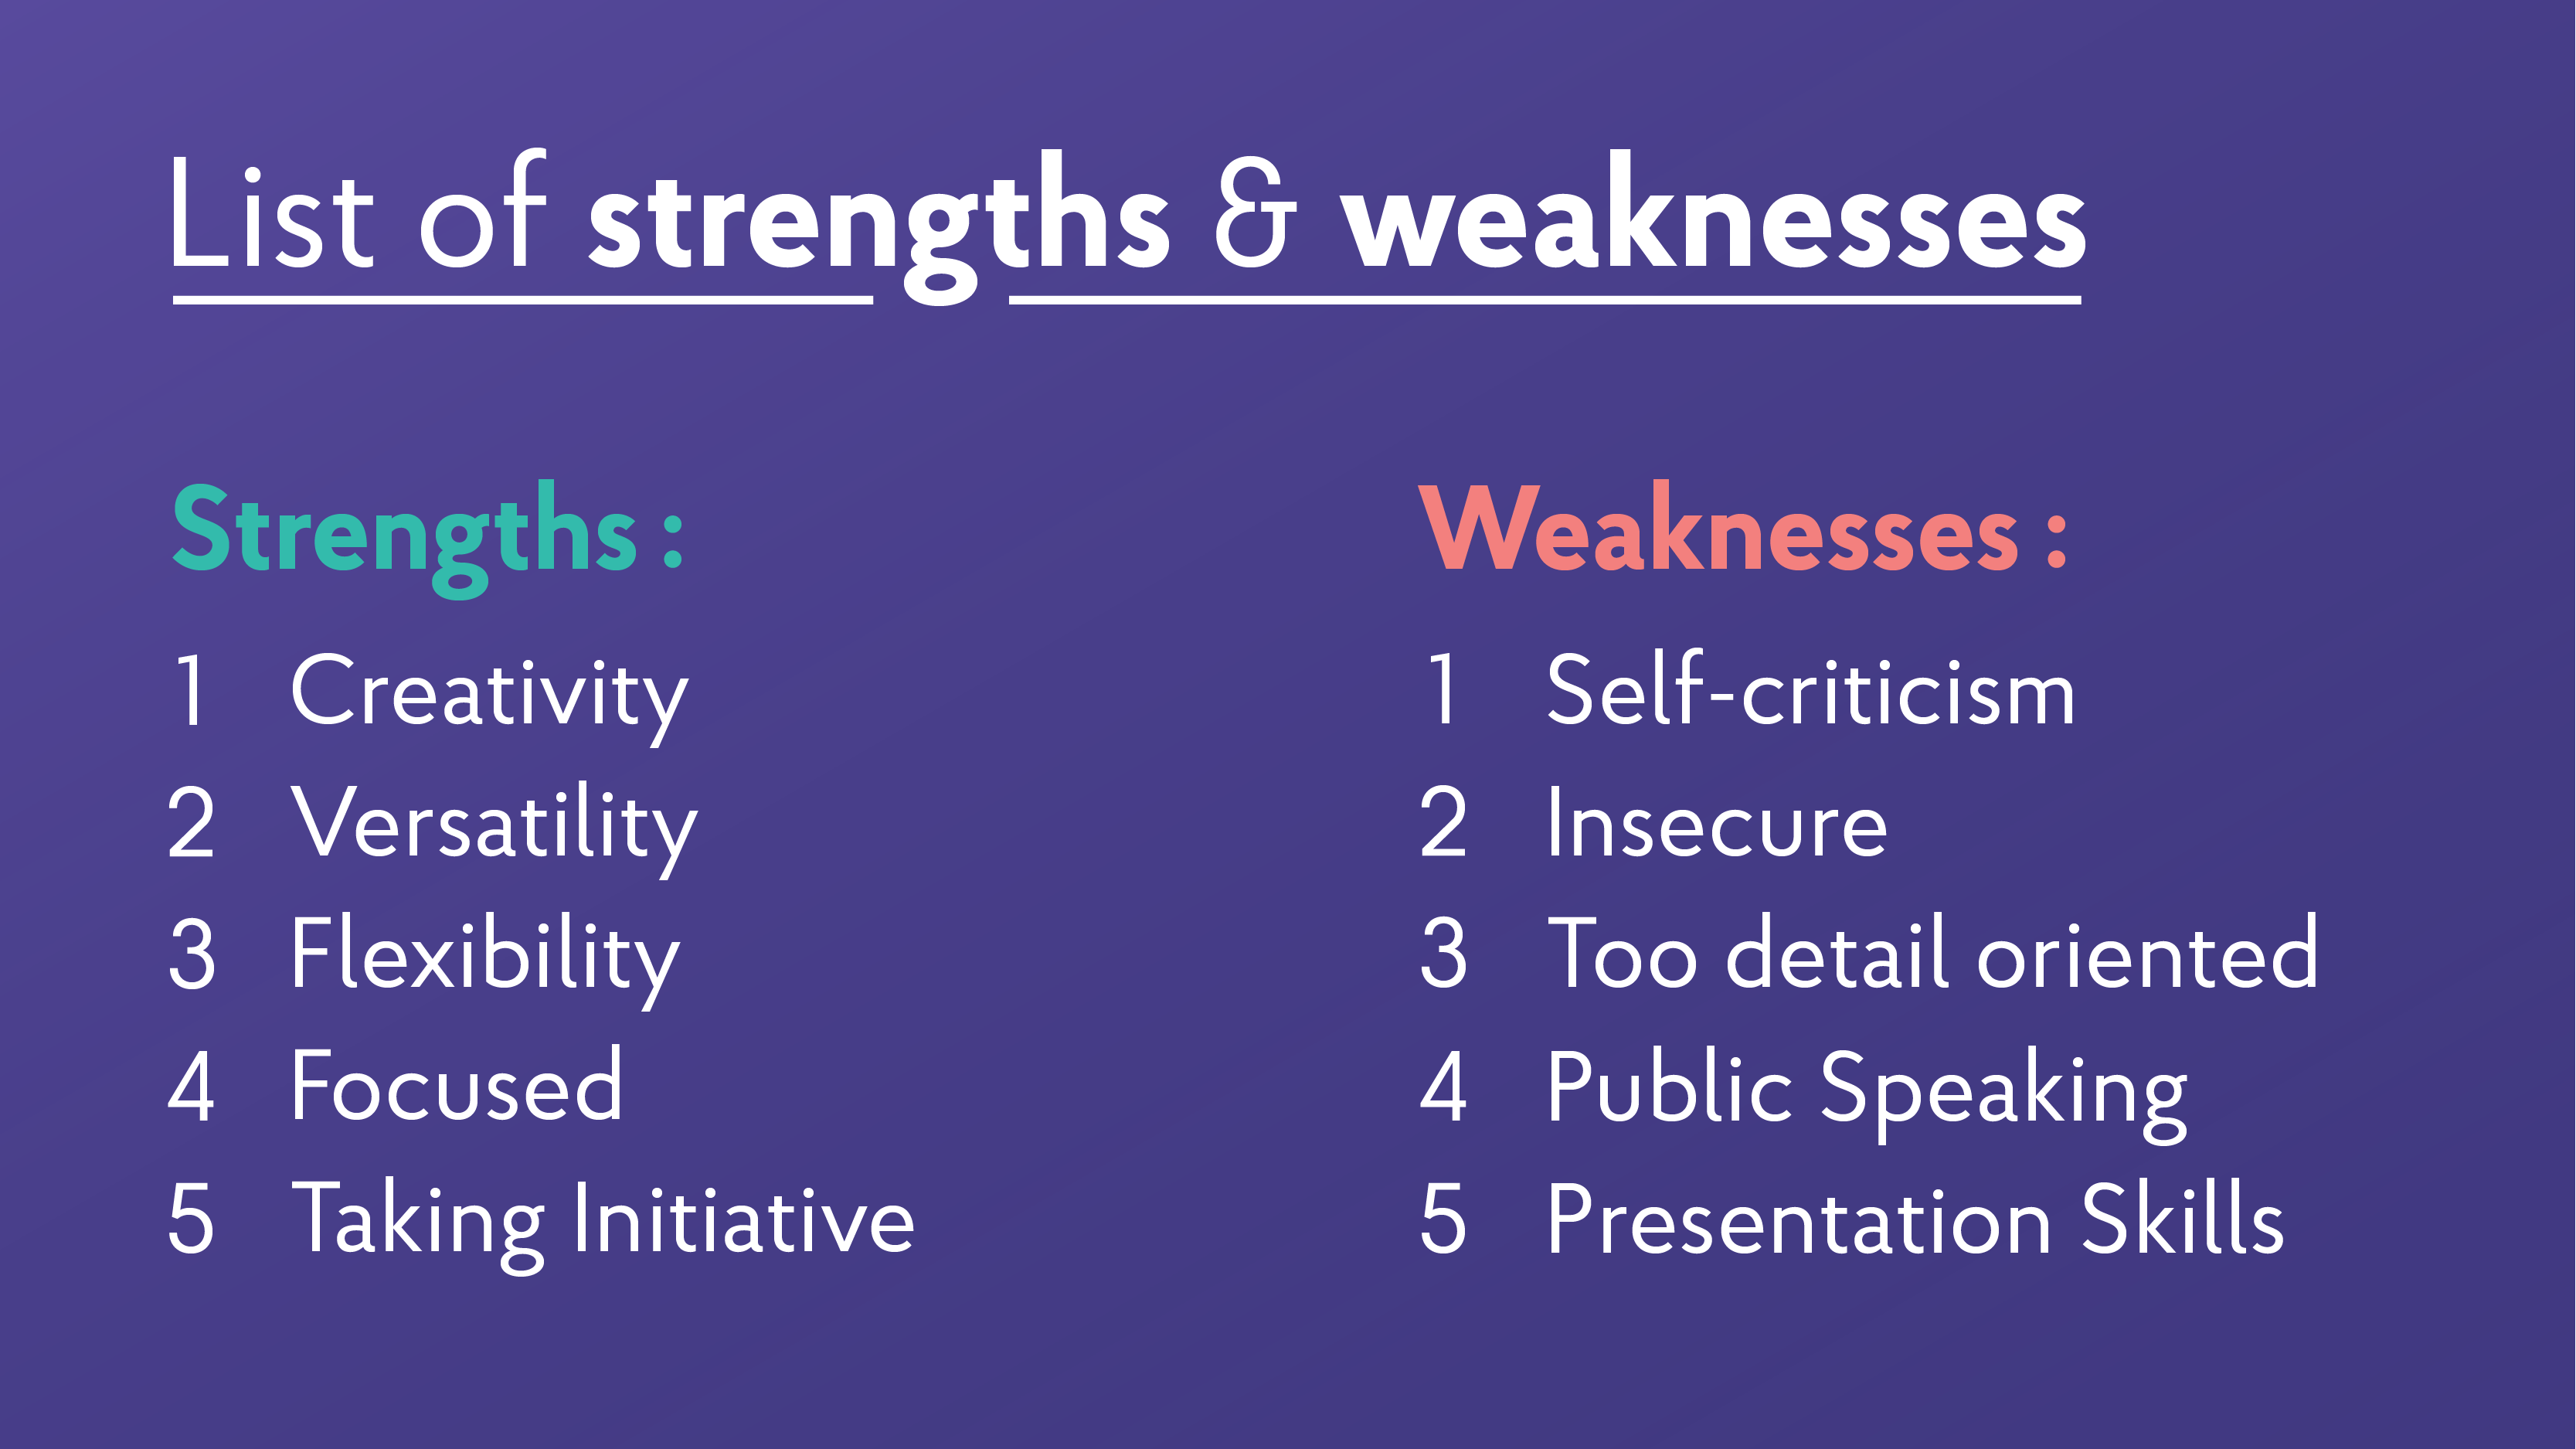 List of strengths & weaknesses
Strengths :
1 Creativity
2 Versatility
3 Flexibility
4 Focused
5 Taking Initiative
Weaknesses :
1 Self-criticism
2 Insecure
3 Too detail oriented
4 Public Speaking
5 Presentation Skills